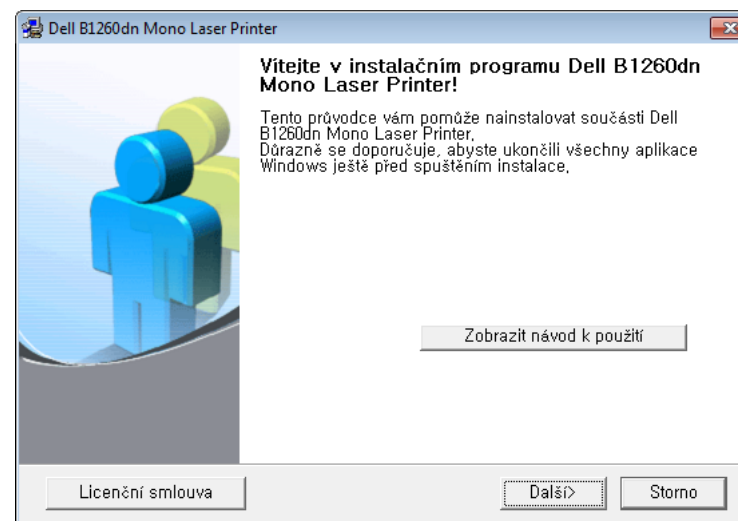 Dell B1260dn Mono Laser Printer
Vítejte v instalačním programu Dell B1260dn
Mono Laser Printer!
Tento průvodce vám pomůže nainstalovat součásti Dell
B1260dn Mono Laser Printer.
Důrazně se doporučuje, abyste ukončili všechny aplikace
Windows ještě před spuštěním instalace.
Zobrazit návod k použití
Licenční smlouva
Další>
Storno